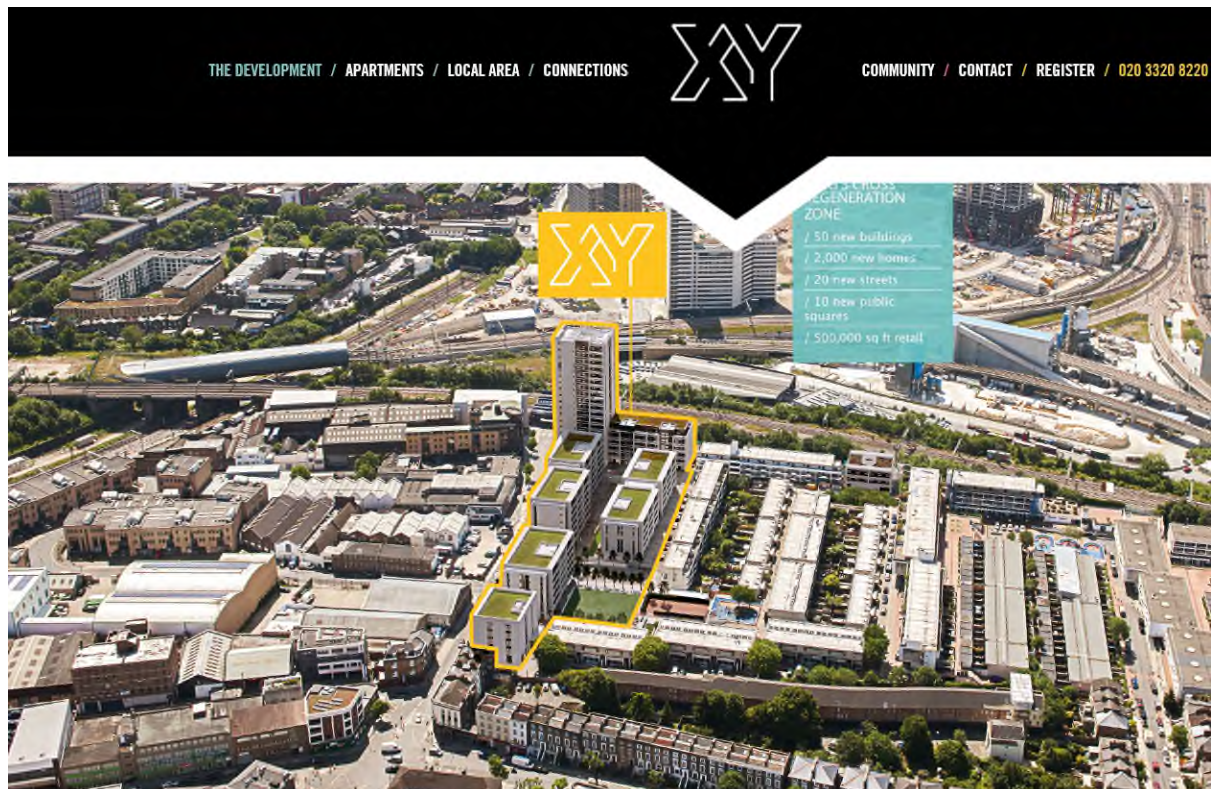 THE DEVELOPMENT / APARTMENTS / LOCAL AREA / CONNECTIONS
XY
COMMUNITY / CONTACT / REGISTER / 020 3320 8220
XY
REGENERATION
ZONE
/ 50 new buildings
/ 2,000 new homes
/ 20 new streets
/ 10 new public
squares
/ 500,000 sq ft retail